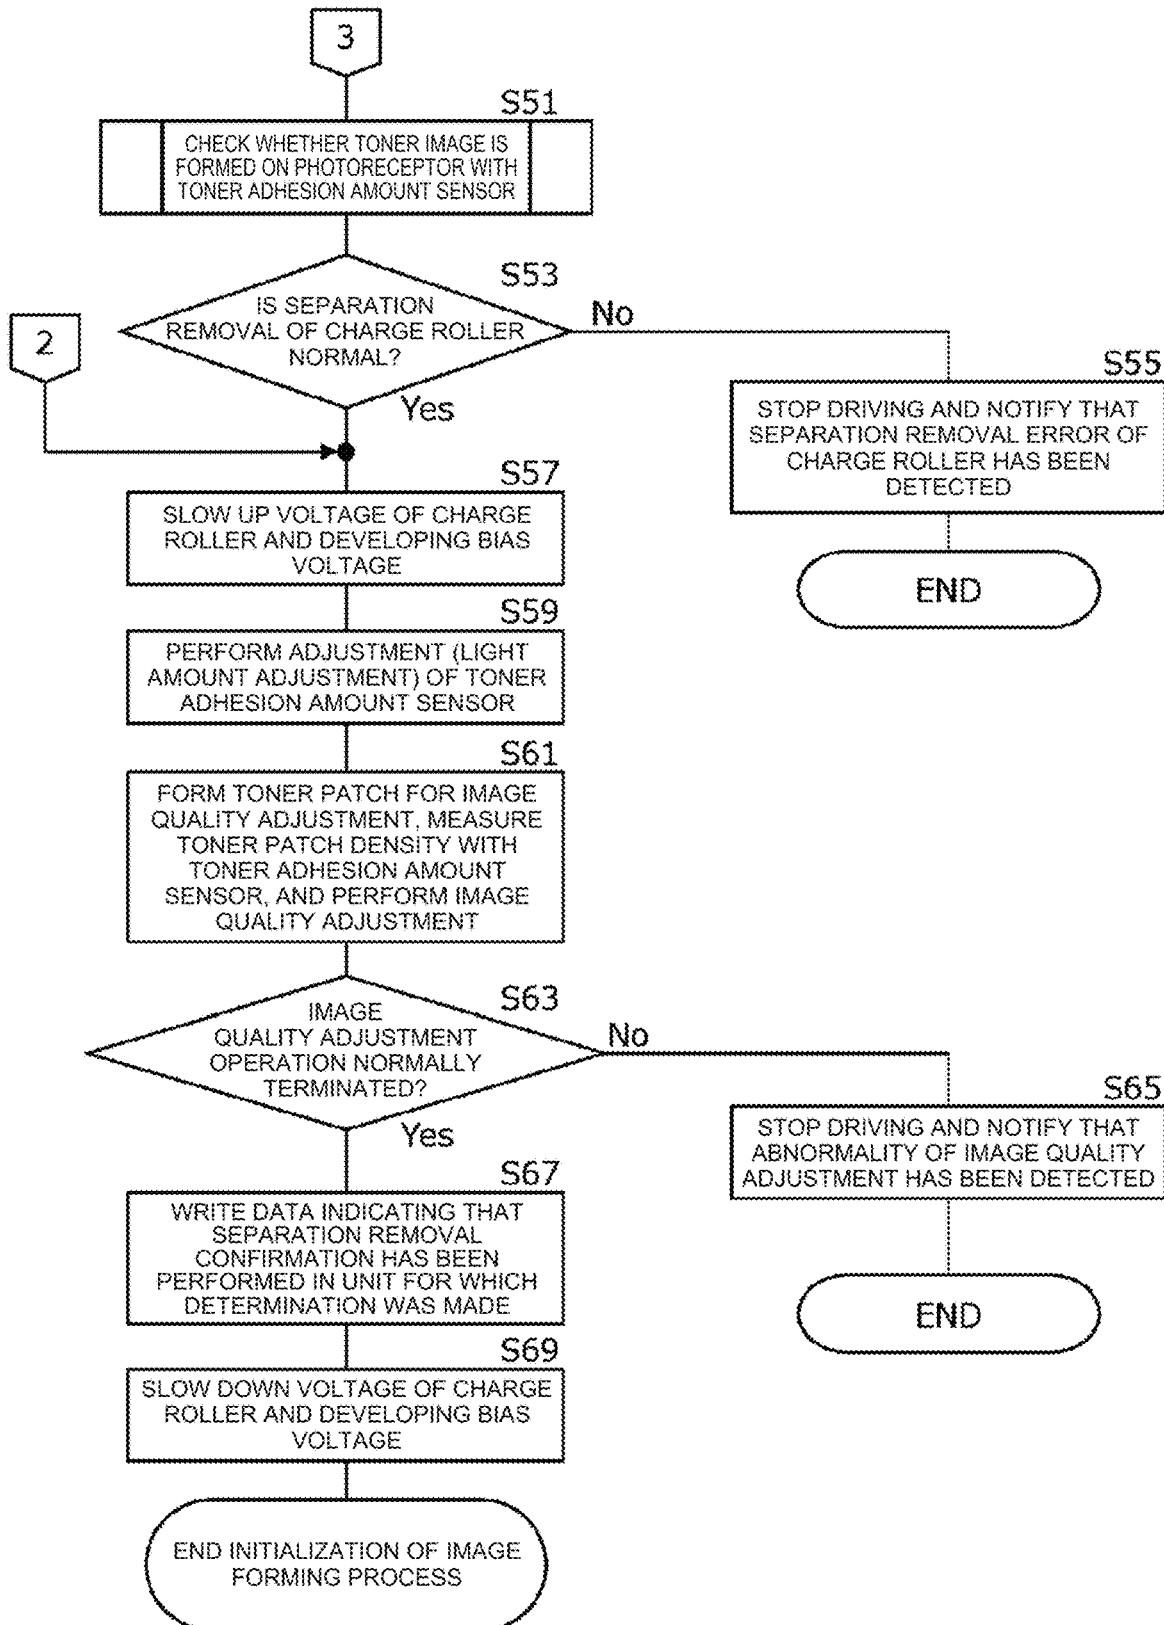 3
S51
CHECK WHETHER TONER IMAGE IS
FORMED ON PHOTORECEPTOR WITH
TONER ADHESION AMOUNT SENSOR
S53
IS SEPARATION
REMOVAL OF CHARGE ROLLER
NORMAL?
No
2
Yes
S55
STOP DRIVING AND NOTIFY THAT
SEPARATION REMOVAL ERROR OF
CHARGE ROLLER HAS BEEN
DETECTED
END
S57
SLOW UP VOLTAGE OF CHARGE
ROLLER AND DEVELOPING BIAS
VOLTAGE
S59
PERFORM ADJUSTMENT (LIGHT
AMOUNT ADJUSTMENT) OF TONER
ADHESION AMOUNT SENSOR
S61
FORM TONER PATCH FOR IMAGE
QUALITY ADJUSTMENT, MEASURE
TONER PATCH DENSITY WITH
TONER ADHESION AMOUNT
SENSOR, AND PERFORM IMAGE
QUALITY ADJUSTMENT
S63
IMAGE
QUALITY ADJUSTMENT
OPERATION NORMALLY
TERMINATED?
No
Yes
S65
STOP DRIVING AND NOTIFY THAT
ABNORMALITY OF IMAGE QUALITY
ADJUSTMENT HAS BEEN DETECTED
END
S67
WRITE DATA INDICATING THAT
SEPARATION REMOVAL
CONFIRMATION HAS BEEN
PERFORMED IN UNIT FOR WHICH
DETERMINATION WAS MADE
S69
SLOW DOWN VOLTAGE OF CHARGE
ROLLER AND DEVELOPING BIAS
VOLTAGE
END INITIALIZATION OF IMAGE
FORMING PROCESS